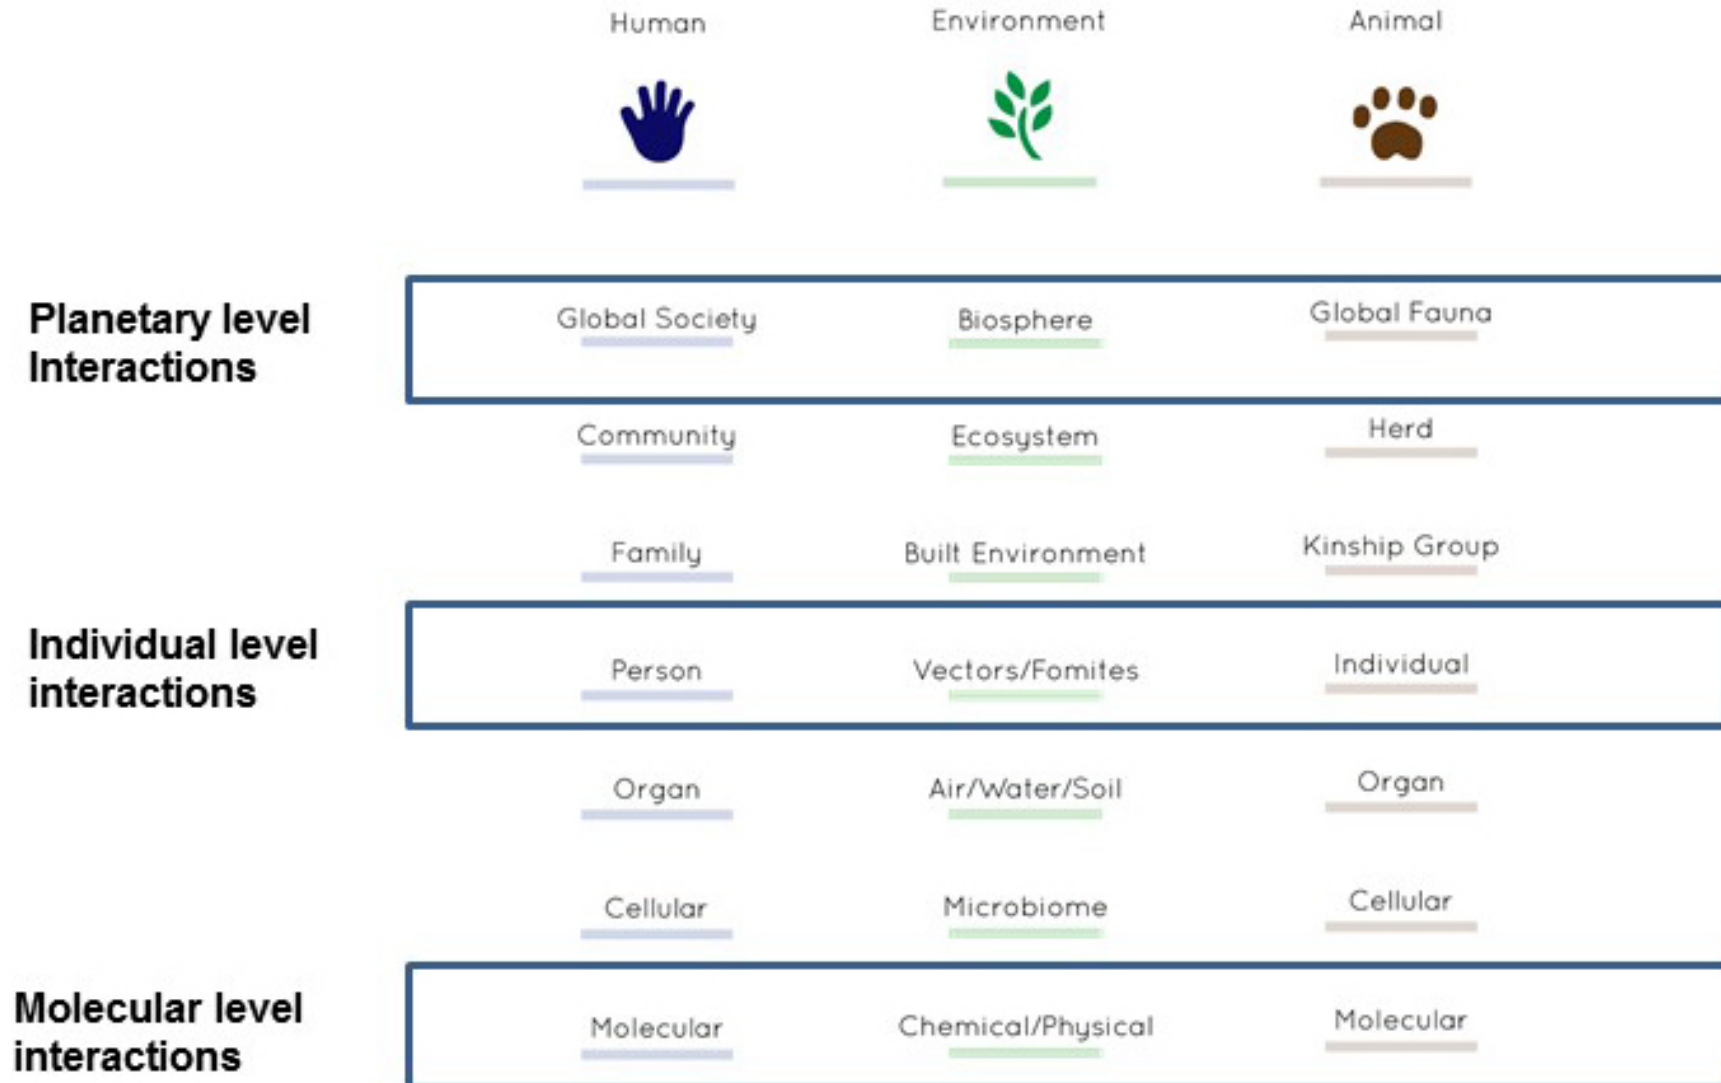 Human Environment Animal
Planetary level
Interactions
Global Society Biosphere Global Fauna
Community Ecosystem Herd
Family Built Environment Kinship Group
Individual level
interactions
Person Vectors/Fomites Individual
Organ Air/Water/Soil Organ
Cellular Microbiome Cellular
Molecular level
interactions
Molecular Chemical/Physical Molecular